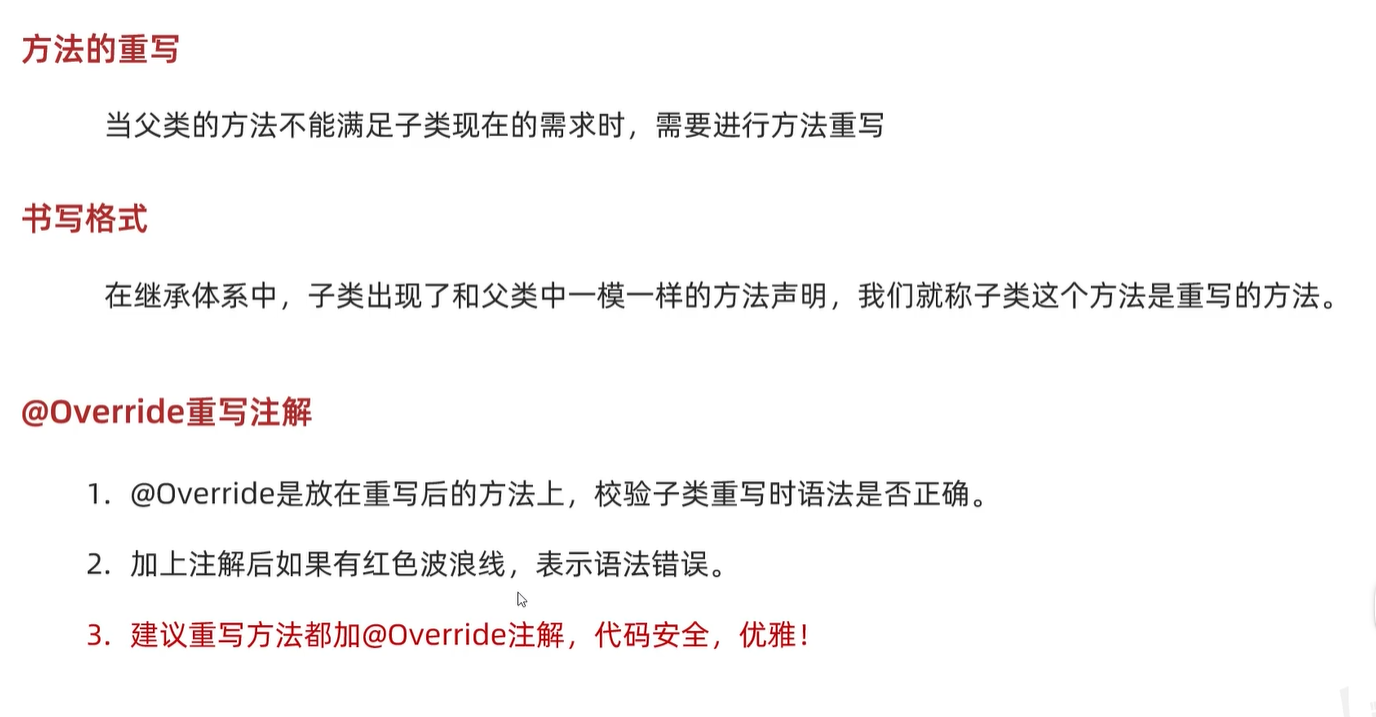 方法的重写
当父类的方法不能满足子类现在的需求时，需要进行方法重写
书写格式
在继承体系中，子类出现了和父类中一模一样的方法声明，我们就称子类这个方法是重写的方法。
@Override重写注解
1. @Override是放在重写后的方法上，校验子类重写时语法是否正确。
2. 加上注解后如果有红色波浪线，表示语法错误。
3. 建议重写方法都加@Override注解，代码安全，优雅！